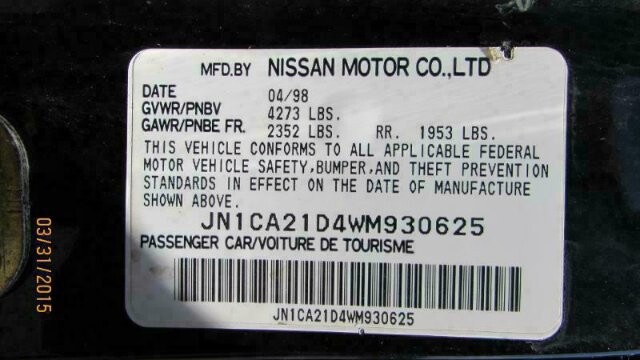 MFD.BY NISSAN MOTOR CO.,LTD
DATE 04/98
GVWR/PNBV 4273 LBS.
GAWR/PNBE FR. 2352 LBS. RR. 1953 LBS.
THIS VEHICLE CONFORMS TO ALL APPLICABLE FEDERAL
MOTOR VEHICLE SAFETY,BUMPER,AND THEFT PREVENTION
STANDARDS IN EFFECT ON THE DATE OF MANUFACTURE
SHOWN ABOVE.
JN1CA21D4WM930625
PASSENGER CAR/VOITURE DE TOURISME
JN1CA21D4WM930625
03/31/2015